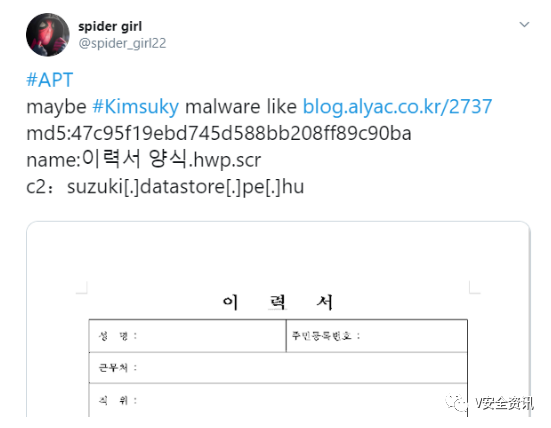 spider girl
@spider_girl22
#APT
maybe #Kimsuky malware like blog.alyac.co.kr/2737
md5:47c95f19ebd745d588bb208ff89c90ba
name:이력서 양식.hwp.scr
c2：suzuki[.]datastore[.]pe[.]hu
이 력 서
성 명 :
주민등록번호 :
근무처 :
직 위 :
V安全资讯